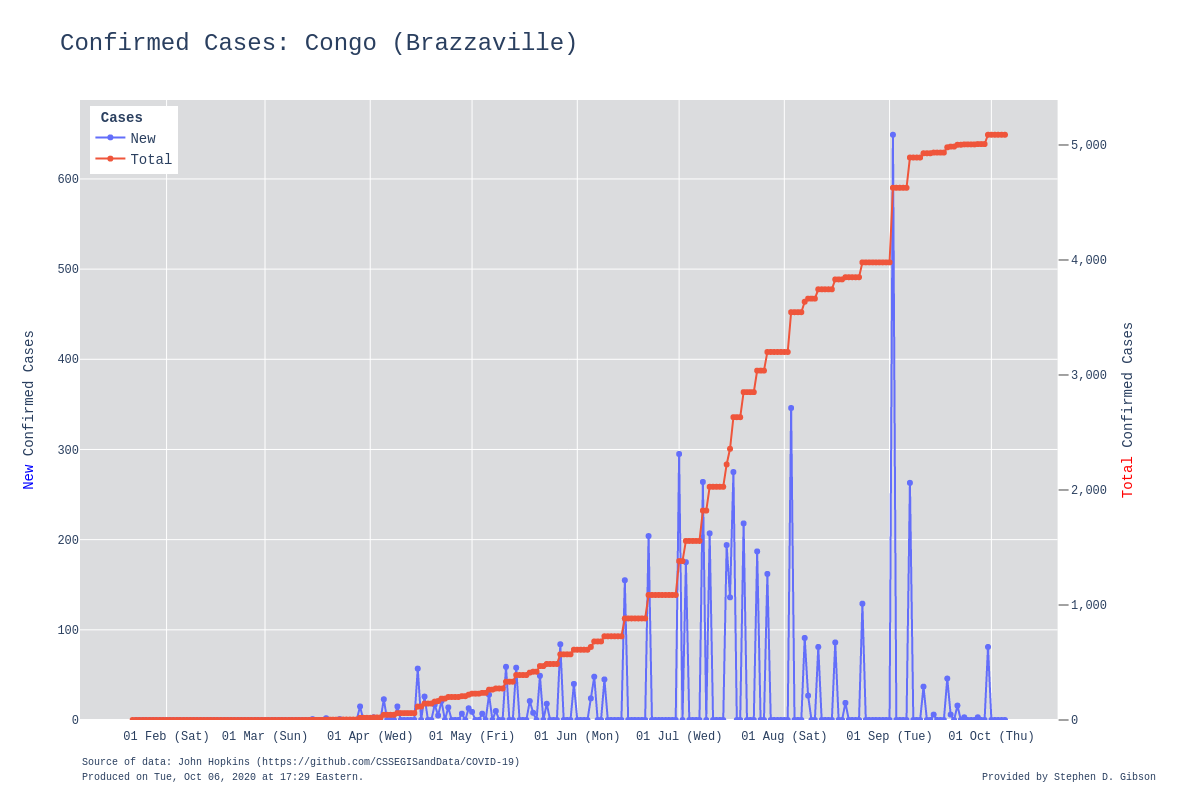 Confirmed Cases: Congo (Brazzaville)
Cases
New
Total
600
500
400
300
200
100
0
5,000
4,000
3,000
2,000
1,000
0
New Confirmed Cases
Total Confirmed Cases
01 Feb (Sat)
01 Mar (Sun)
01 Apr (Wed)
01 May (Fri)
01 Jun (Mon)
01 Jul (Wed)
01 Aug (Sat)
01 Sep (Tue)
01 Oct (Thu)
Source of data: John Hopkins (https://github.com/CSSEGISandData/COVID-19)
Produced on Tue, Oct 06, 2020 at 17:29 Eastern.
Provided by Stephen D. Gibson